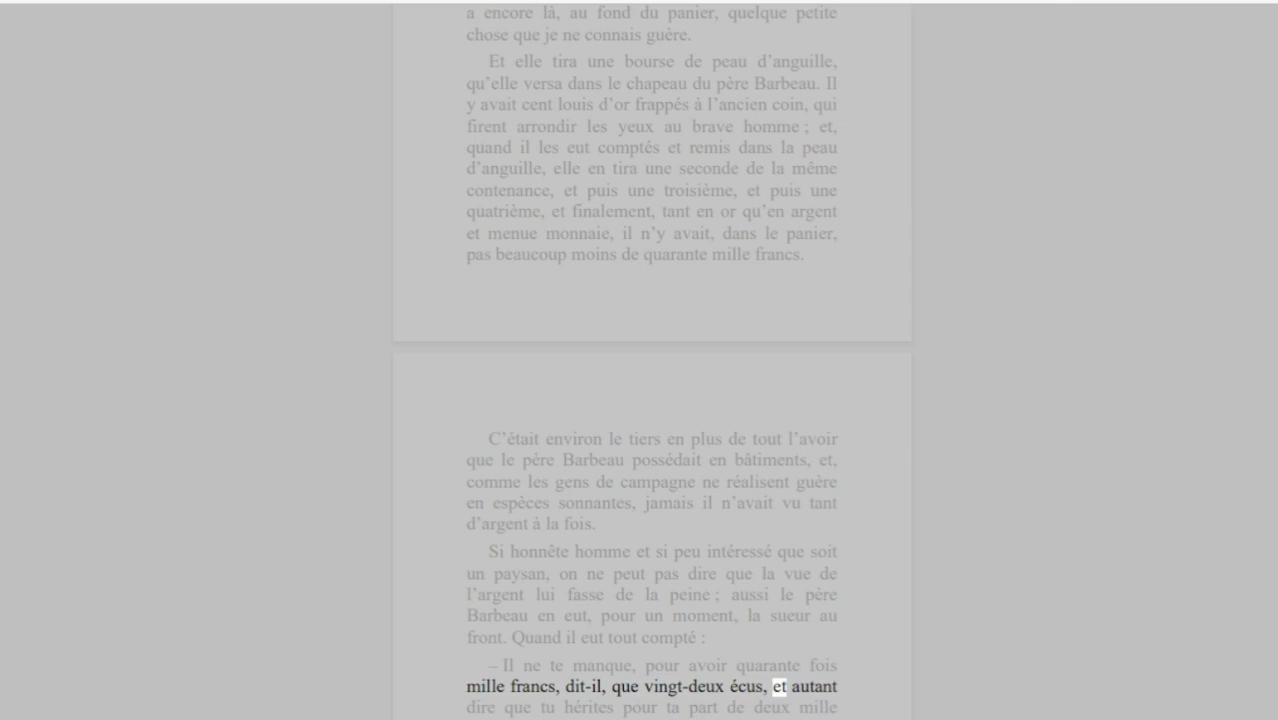 a encore là, au fond du panier, quelque petite
chose que je ne connais guère.
Et elle tira une bourse de peau d’anguille,
qu’elle versa dans le chapeau du père Barbeau. Il
y avait cent louis d’or frappés à l’ancien coin, qui
firent arrondir les yeux au brave homme ; et,
quand il les eut comptés et remis dans la peau
d’anguille, elle en tira une seconde de la même
contenance, et puis une troisième, et puis une
quatrième, et finalement, tant en or qu’en argent
et menue monnaie, il n’y avait, dans le panier,
pas beaucoup moins de quarante mille francs.
C’était environ le tiers en plus de tout l’avoir
que le père Barbeau possédait en bâtiments, et,
comme les gens de campagne ne réalisent guère
en espèces sonnantes, jamais il n’avait vu tant
d’argent à la fois.
Si honnête homme et si peu intéressé que soit
un paysan, on ne peut pas dire que la vue de
l’argent lui fasse de la peine ; aussi le père
Barbeau en eut, pour un moment, la sueur au
front. Quand il eut tout compté :
– Il ne te manque, pour avoir quarante fois
mille francs, dit-il, que vingt-deux écus, et autant
dire que tu hérites pour ta part de deux mille